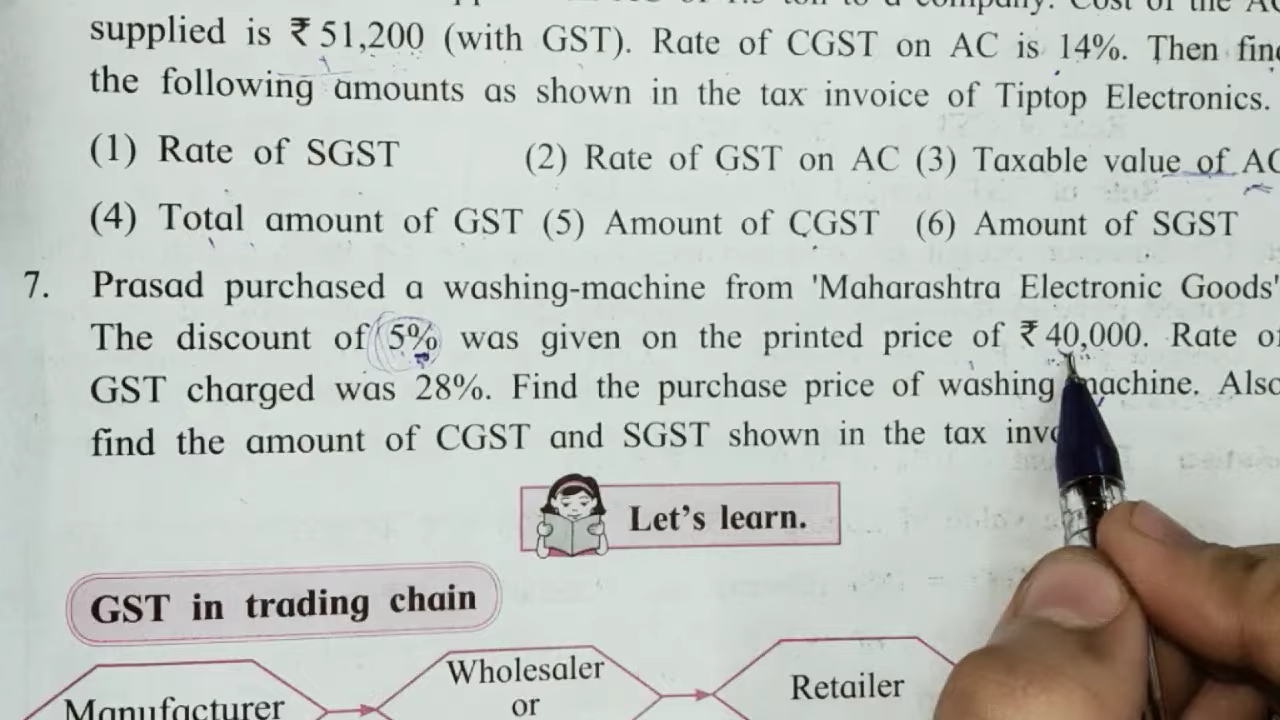 supplied is ₹ 51,200 (with GST). Rate of CGST on AC is 14%. Then find
the following amounts as shown in the tax invoice of Tiptop Electronics.
(1) Rate of SGST (2) Rate of GST on AC (3) Taxable value of AC
(4) Total amount of GST (5) Amount of CGST (6) Amount of SGST
7. Prasad purchased a washing-machine from 'Maharashtra Electronic Goods'
The discount of 5% was given on the printed price of ₹ 40,000. Rate of
GST charged was 28%. Find the purchase price of washing machine. Also
find the amount of CGST and SGST shown in the tax
Let's learn.
GST in trading chain
Manufacturer
Wholesaler
or
Retailer